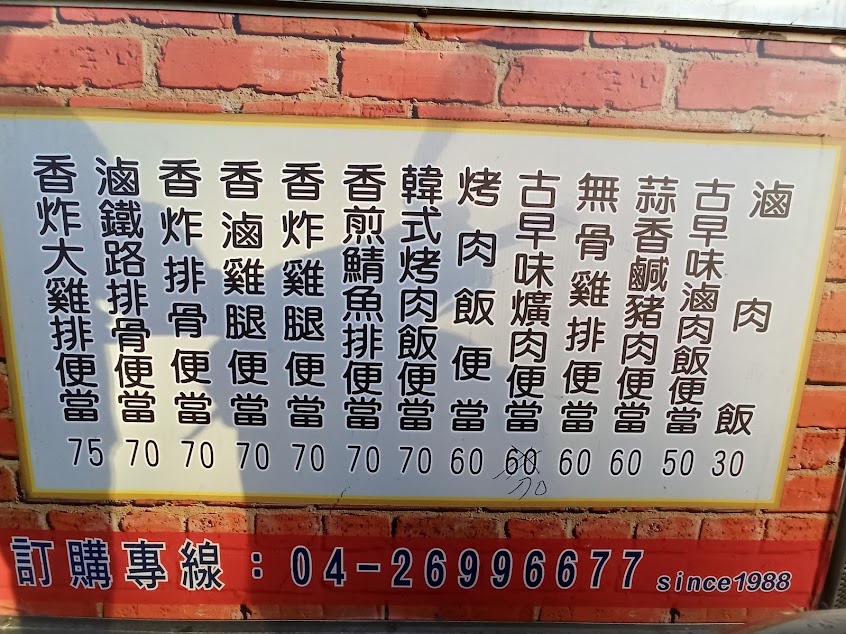 滷肉飯 30
古早味滷肉飯便當 50
蒜香鹹豬肉便當 60
無骨雞排便當 60
古早味爌肉便當 60 70
烤肉飯便當 60
韓式烤肉飯便當 70
香煎鯖魚排便當 70
香炸雞腿便當 70
香滷雞腿便當 70
香炸排骨便當 70
滷鐵路排骨便當 70
香炸大雞排便當 75
訂購專線：04-26996677 since1988